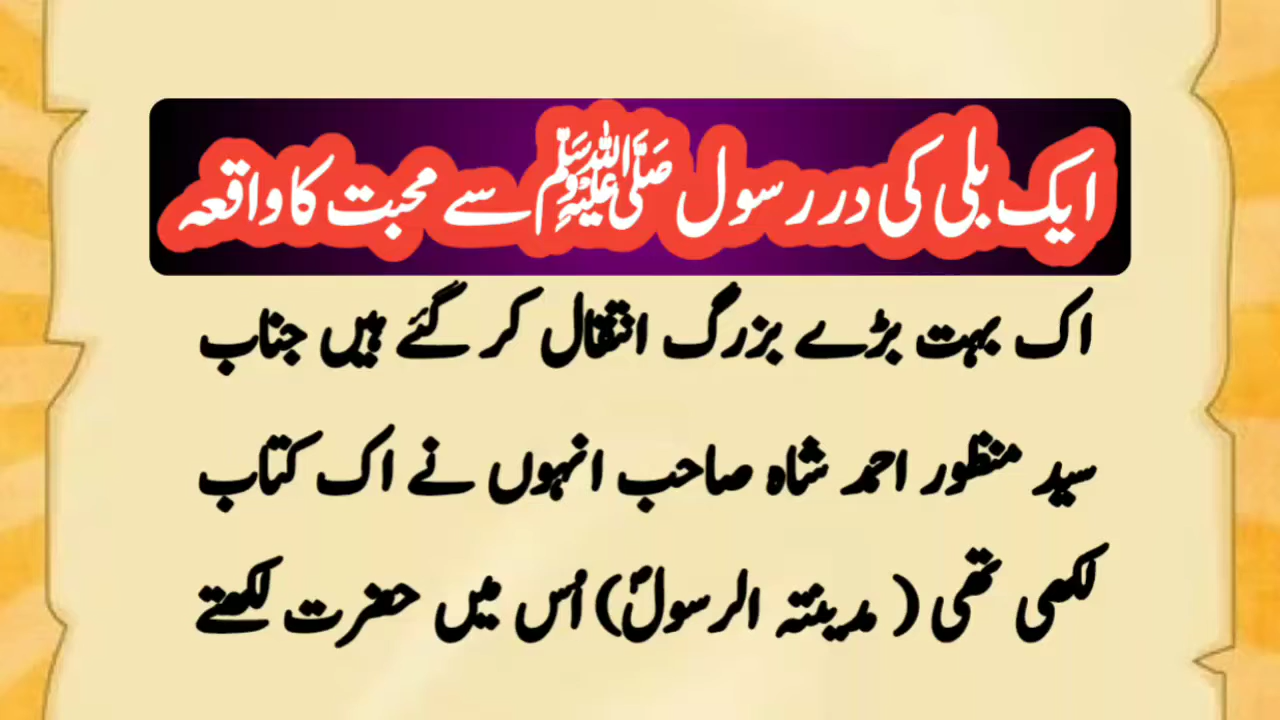 ایک بلی کی در رسول ﷺ سے محبت کا واقعہ
اک بہت بڑے بزرگ انتقال کر گئے ہیں جناب
سید منظور احمد شاہ صاحب انہوں نے اک کتاب
لکھی تھی ( مدینتہ الرسولؐ) اُس میں حضرت لکھتے